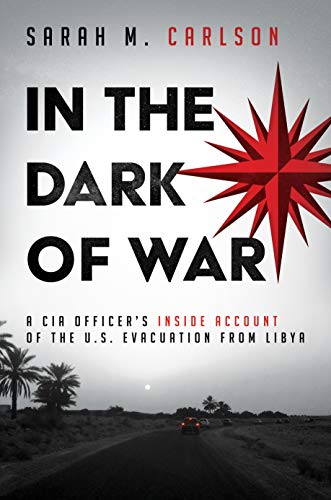 SARAH M. CARLSON
IN THE
DARK
OF WAR
A CIA OFFICER'S INSIDE ACCOUNT
OF THE U.S. EVACUATION FROM LIBYA